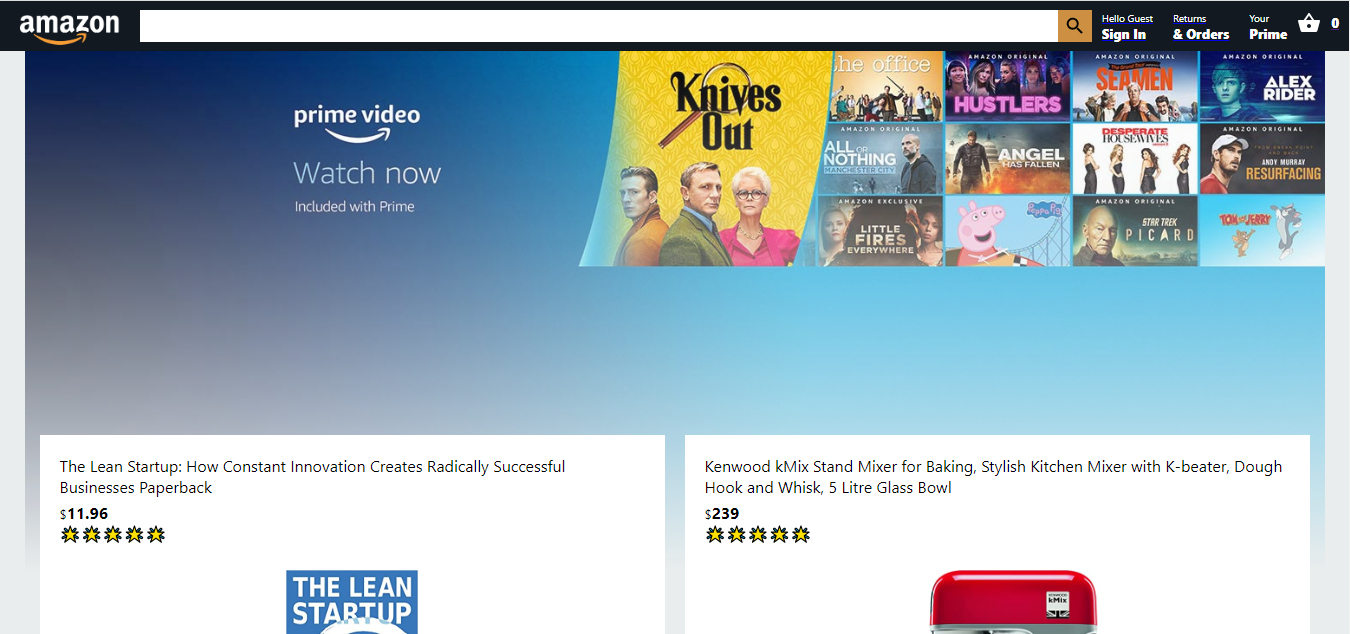 amazon
Hello Guest
Sign In
Returns
& Orders
Your
Prime
0
prime video
Watch now
Included with Prime
Knives
Out
the office
AMAZON ORIGINAL
HUSTLERS
AMAZON ORIGINAL
The Grand Tour
SEAMEN
AMAZON ORIGINAL
ALEX
RIDER
AMAZON ORIGINAL
ALL OR
NOTHING
MANCHESTER CITY
ANGEL
HAS FALLEN
DESPERATE
HOUSEWIVES
AMAZON ORIGINAL
ANDY MURRAY
RESURFACING
AMAZON EXCLUSIVE
LITTLE
FIRES
EVERYWHERE
Peppa Pig
AMAZON ORIGINAL
STAR TREK
PICARD
TOM and JERRY
The Lean Startup: How Constant Innovation Creates Radically Successful
Businesses Paperback
$11.96
THE LEAN
STARTUP
Kenwood kMix Stand Mixer for Baking, Stylish Kitchen Mixer with K-beater, Dough
Hook and Whisk, 5 Litre Glass Bowl
$239
KENWOOD
kMix